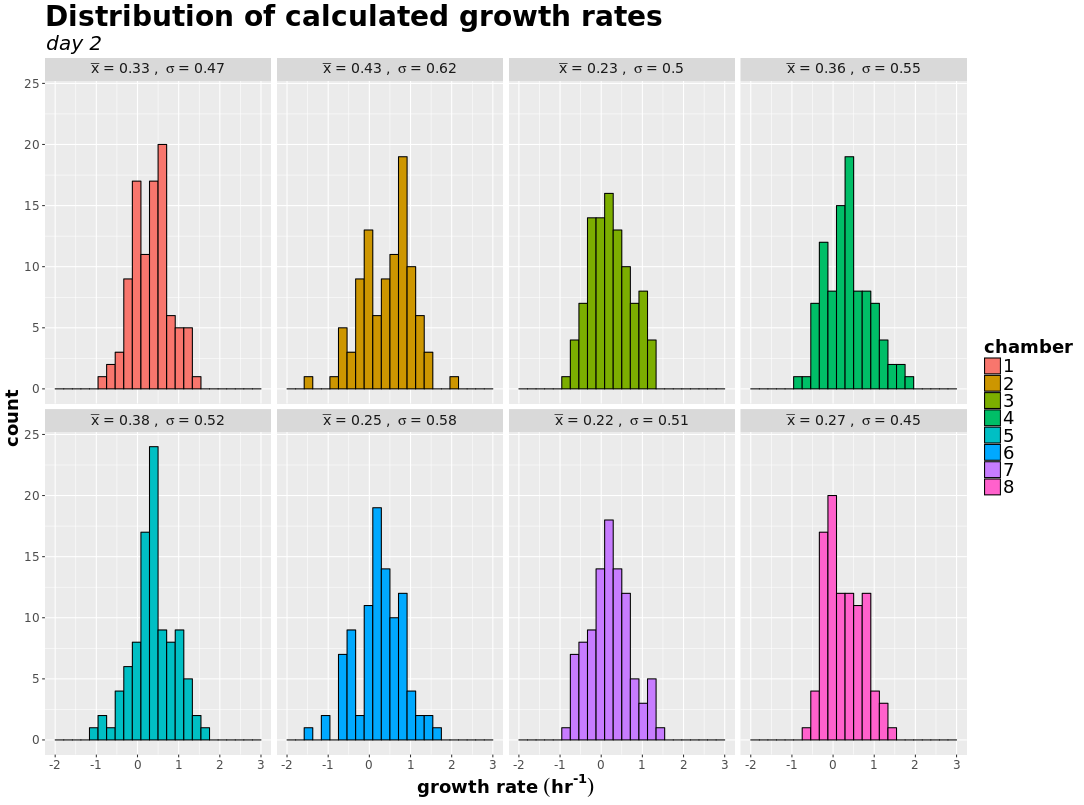 Distribution of calculated growth rates
day 2
x̅ = 0.33 , σ = 0.47
x̅ = 0.43 , σ = 0.62
x̅ = 0.23 , σ = 0.5
x̅ = 0.36 , σ = 0.55
25
20
15
10
5
0
x̅ = 0.38 , σ = 0.52
x̅ = 0.25 , σ = 0.58
x̅ = 0.22 , σ = 0.51
x̅ = 0.27 , σ = 0.45
25
20
15
10
5
0
-2 -1 0 1 2 3
-2 -1 0 1 2 3
-2 -1 0 1 2 3
-2 -1 0 1 2 3
count
growth rate (hr⁻¹)
chamber
1
2
3
4
5
6
7
8